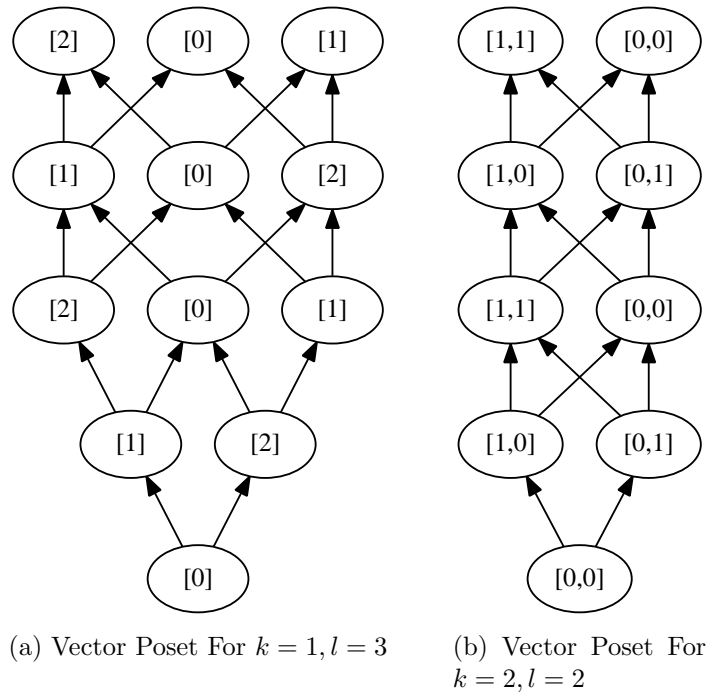 [2] [0] [1] [1,1] [0,0]
[1] [0] [2] [1,0] [0,1]
[2] [0] [1] [1,1] [0,0]
[1] [2] [1,0] [0,1]
[0] [0,0]
(a) Vector Poset For k = 1, l = 3
(b) Vector Poset For
k = 2, l = 2